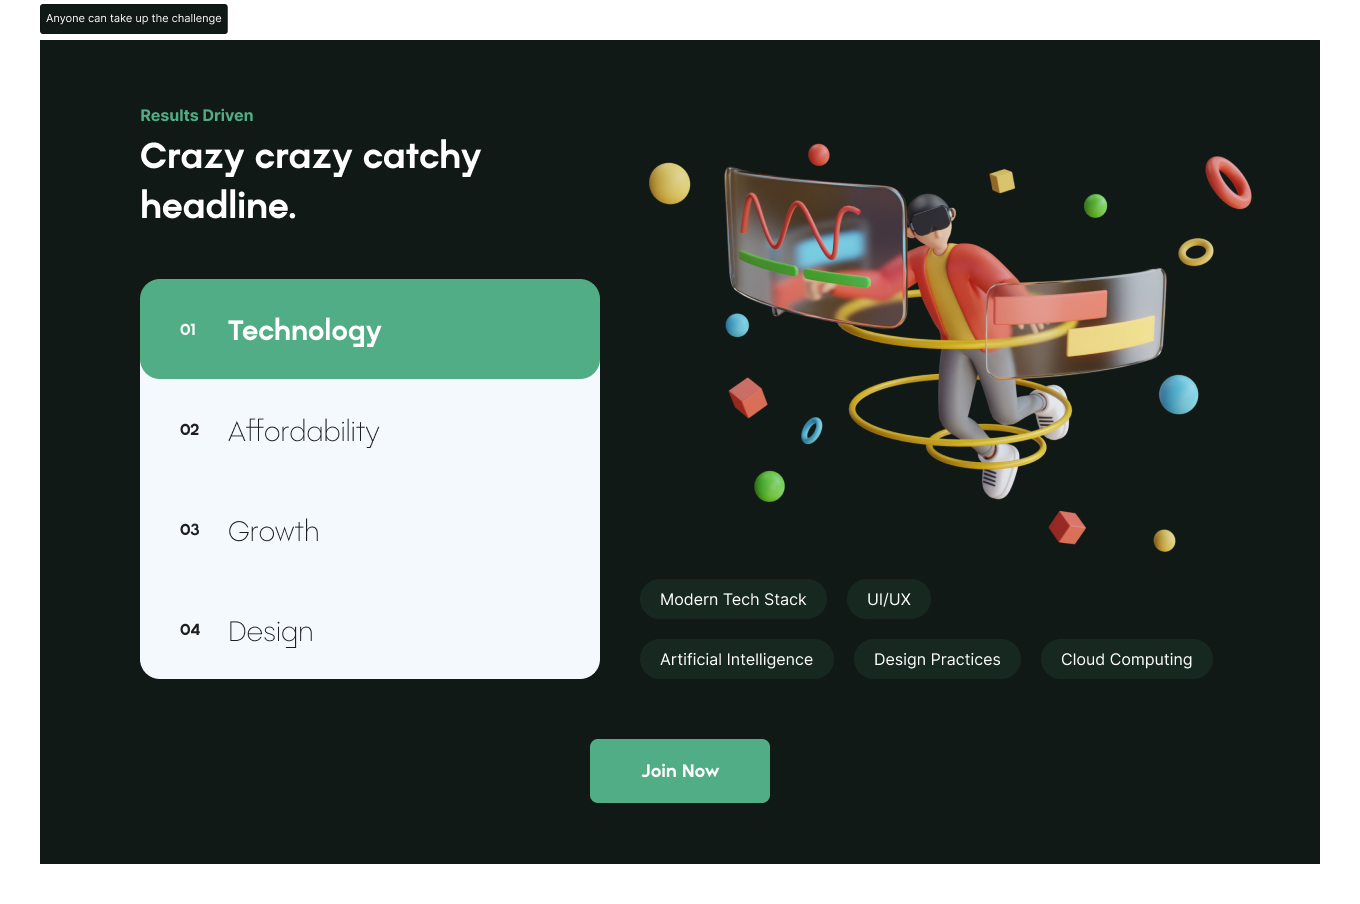 Anyone can take up the challenge
Results Driven
Crazy crazy catchy
headline.
01 Technology
02 Affordability
03 Growth
04 Design
Modern Tech Stack
UI/UX
Artificial Intelligence
Design Practices
Cloud Computing
Join Now